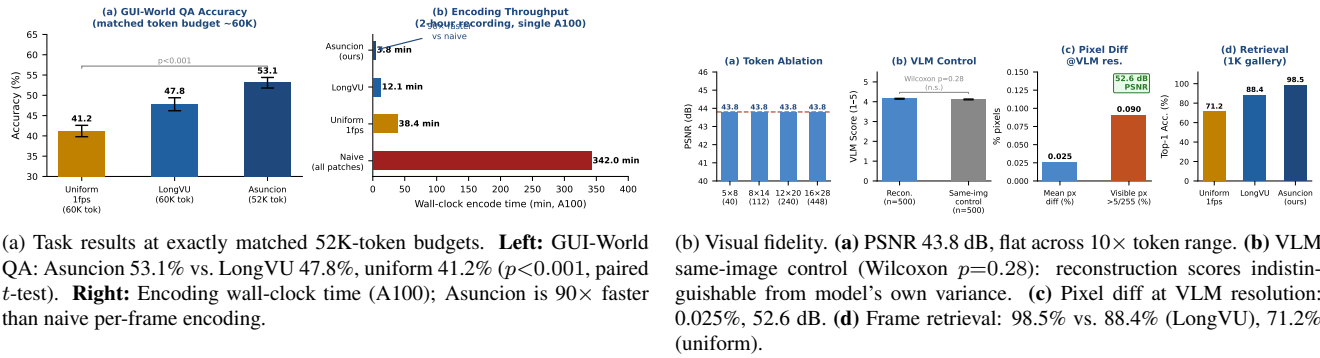 (a) GUI-World QA Accuracy
(matched token budget ~60K)
65
60
55
50
45
40
35
30
Accuracy (%)
p<0.001
41.2
47.8
53.1
Uniform
1fps
(60K tok)
LongVU
(60K tok)
Asuncion
(52K tok)
(b) Encoding Throughput
(2-hour recording, single A100)
90× faster
vs naive
Asuncion
(ours)
3.8 min
LongVU
12.1 min
Uniform
1fps
38.4 min
Naive
(all patches)
342.0 min
0 50 100 150 200 250 300 350 400
Wall-clock encode time (min, A100)
(a) Task results at exactly matched 52K-token budgets. Left: GUI-World
QA: Asuncion 53.1% vs. LongVU 47.8%, uniform 41.2% (p<0.001, paired
t-test). Right: Encoding wall-clock time (A100); Asuncion is 90× faster
than naive per-frame encoding.
(a) Token Ablation
46
45
44
43
42
41
40
PSNR (dB)
43.8 43.8 43.8 43.8
5×8 8×14 12×20 16×28
(40) (112) (240) (448)
(b) VLM Control
5
4
3
2
1
0
VLM Score (1–5)
Wilcoxon p=0.28
(n.s.)
Recon.
(n=500)
Same-img
control
(n=500)
(c) Pixel Diff
@VLM res.
0.150
0.125
0.100
0.075
0.050
0.025
0.000
% pixels
52.6 dB
PSNR
0.025
0.090
Mean px
diff (%)
Visible px
>5/255 (%)
(d) Retrieval
(1K gallery)
100
80
60
40
20
0
Top-1 Acc. (%)
71.2
88.4
98.5
Uniform
1fps
LongVU
Asuncion
(ours)
(b) Visual fidelity. (a) PSNR 43.8 dB, flat across 10× token range. (b) VLM
same-image control (Wilcoxon p=0.28): reconstruction scores indistin-
guishable from model's own variance. (c) Pixel diff at VLM resolution:
0.025%, 52.6 dB. (d) Frame retrieval: 98.5% vs. 88.4% (LongVU), 71.2%
(uniform).